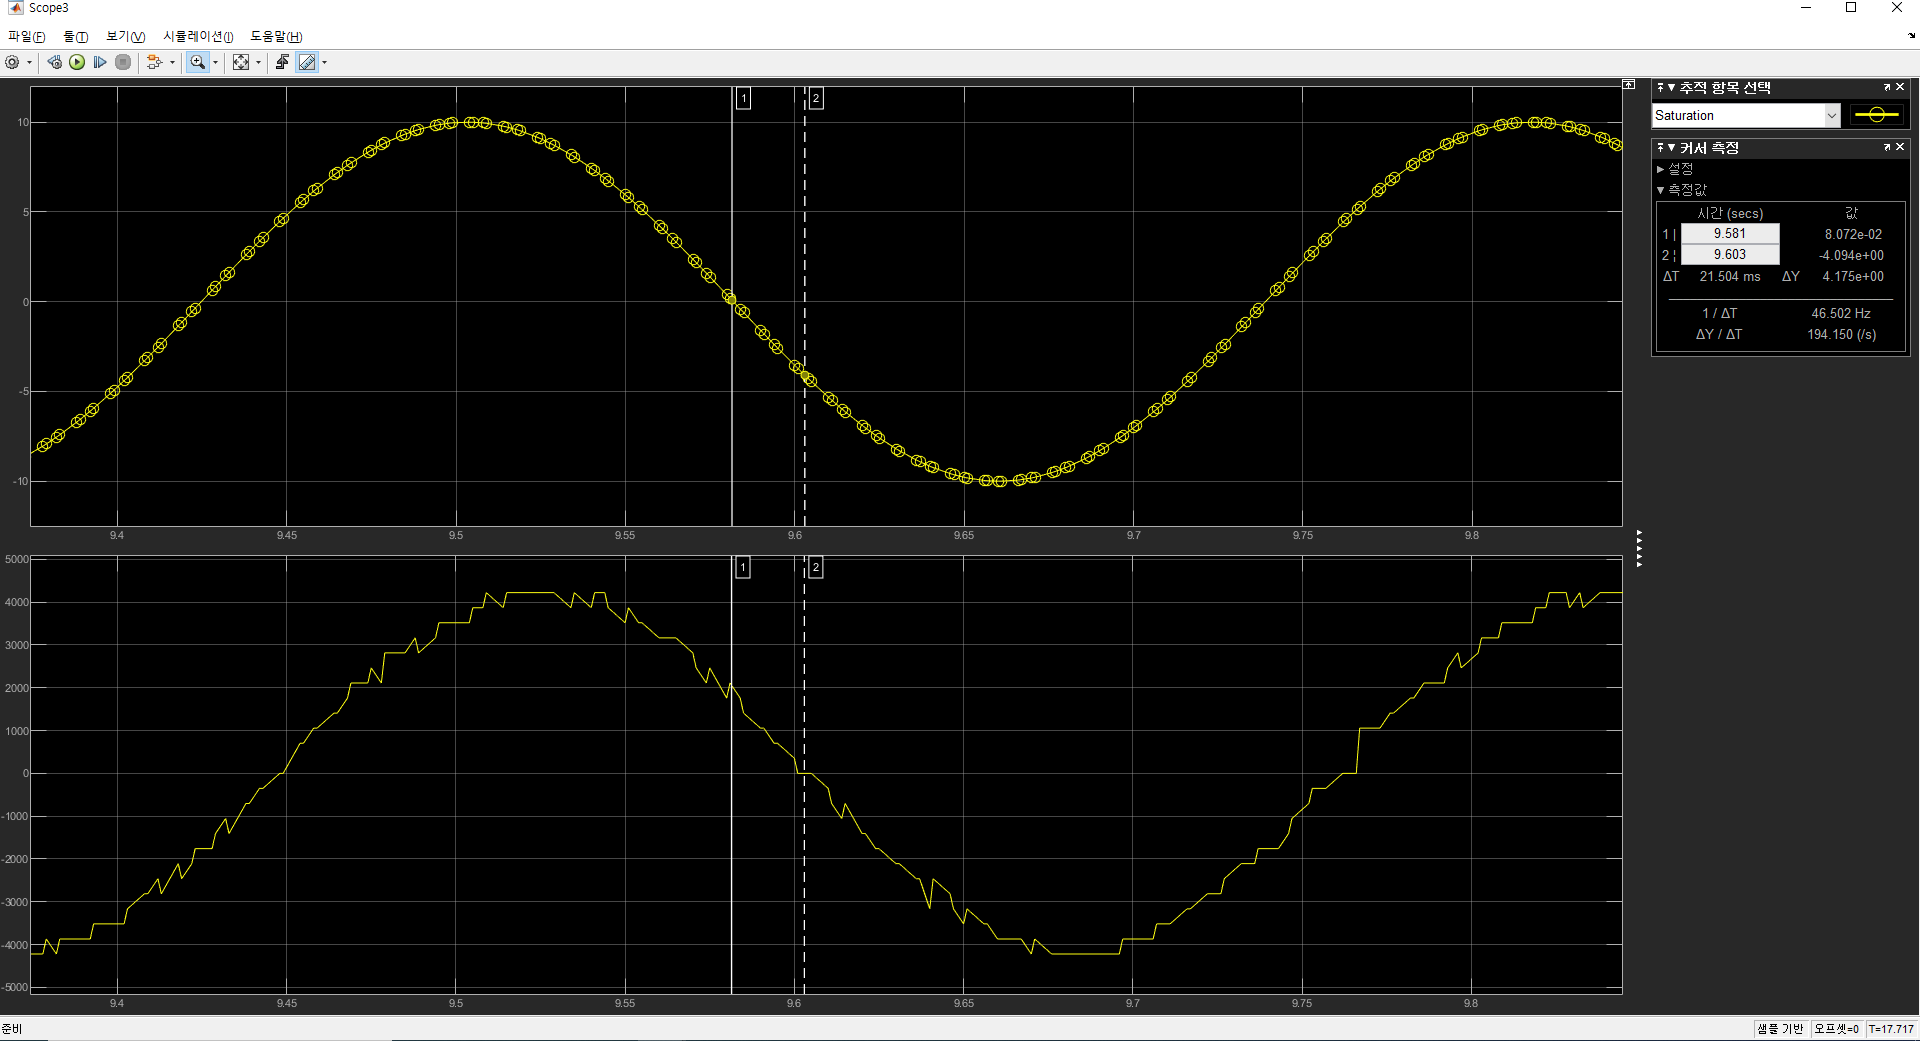 Scope3
파일(F) 툴(T) 보기(V) 시뮬레이션(I) 도움말(H)
1 2
10
5
0
-5
-10
9.4 9.45 9.5 9.55 9.6 9.65 9.7 9.75 9.8
1 2
5000
4000
3000
2000
1000
0
-1000
-2000
-3000
-4000
-5000
9.4 9.45 9.5 9.55 9.6 9.65 9.7 9.75 9.8
추적 항목 선택
Saturation
커서 측정
설정
측정값
시간 (secs) 값
1 | 9.581 8.072e-02
2 ¦ 9.603 -4.094e+00
ΔT 21.504 ms ΔY 4.175e+00
1 / ΔT 46.502 Hz
ΔY / ΔT 194.150 (/s)
준비 샘플 기반 오프셋=0 T=17.717